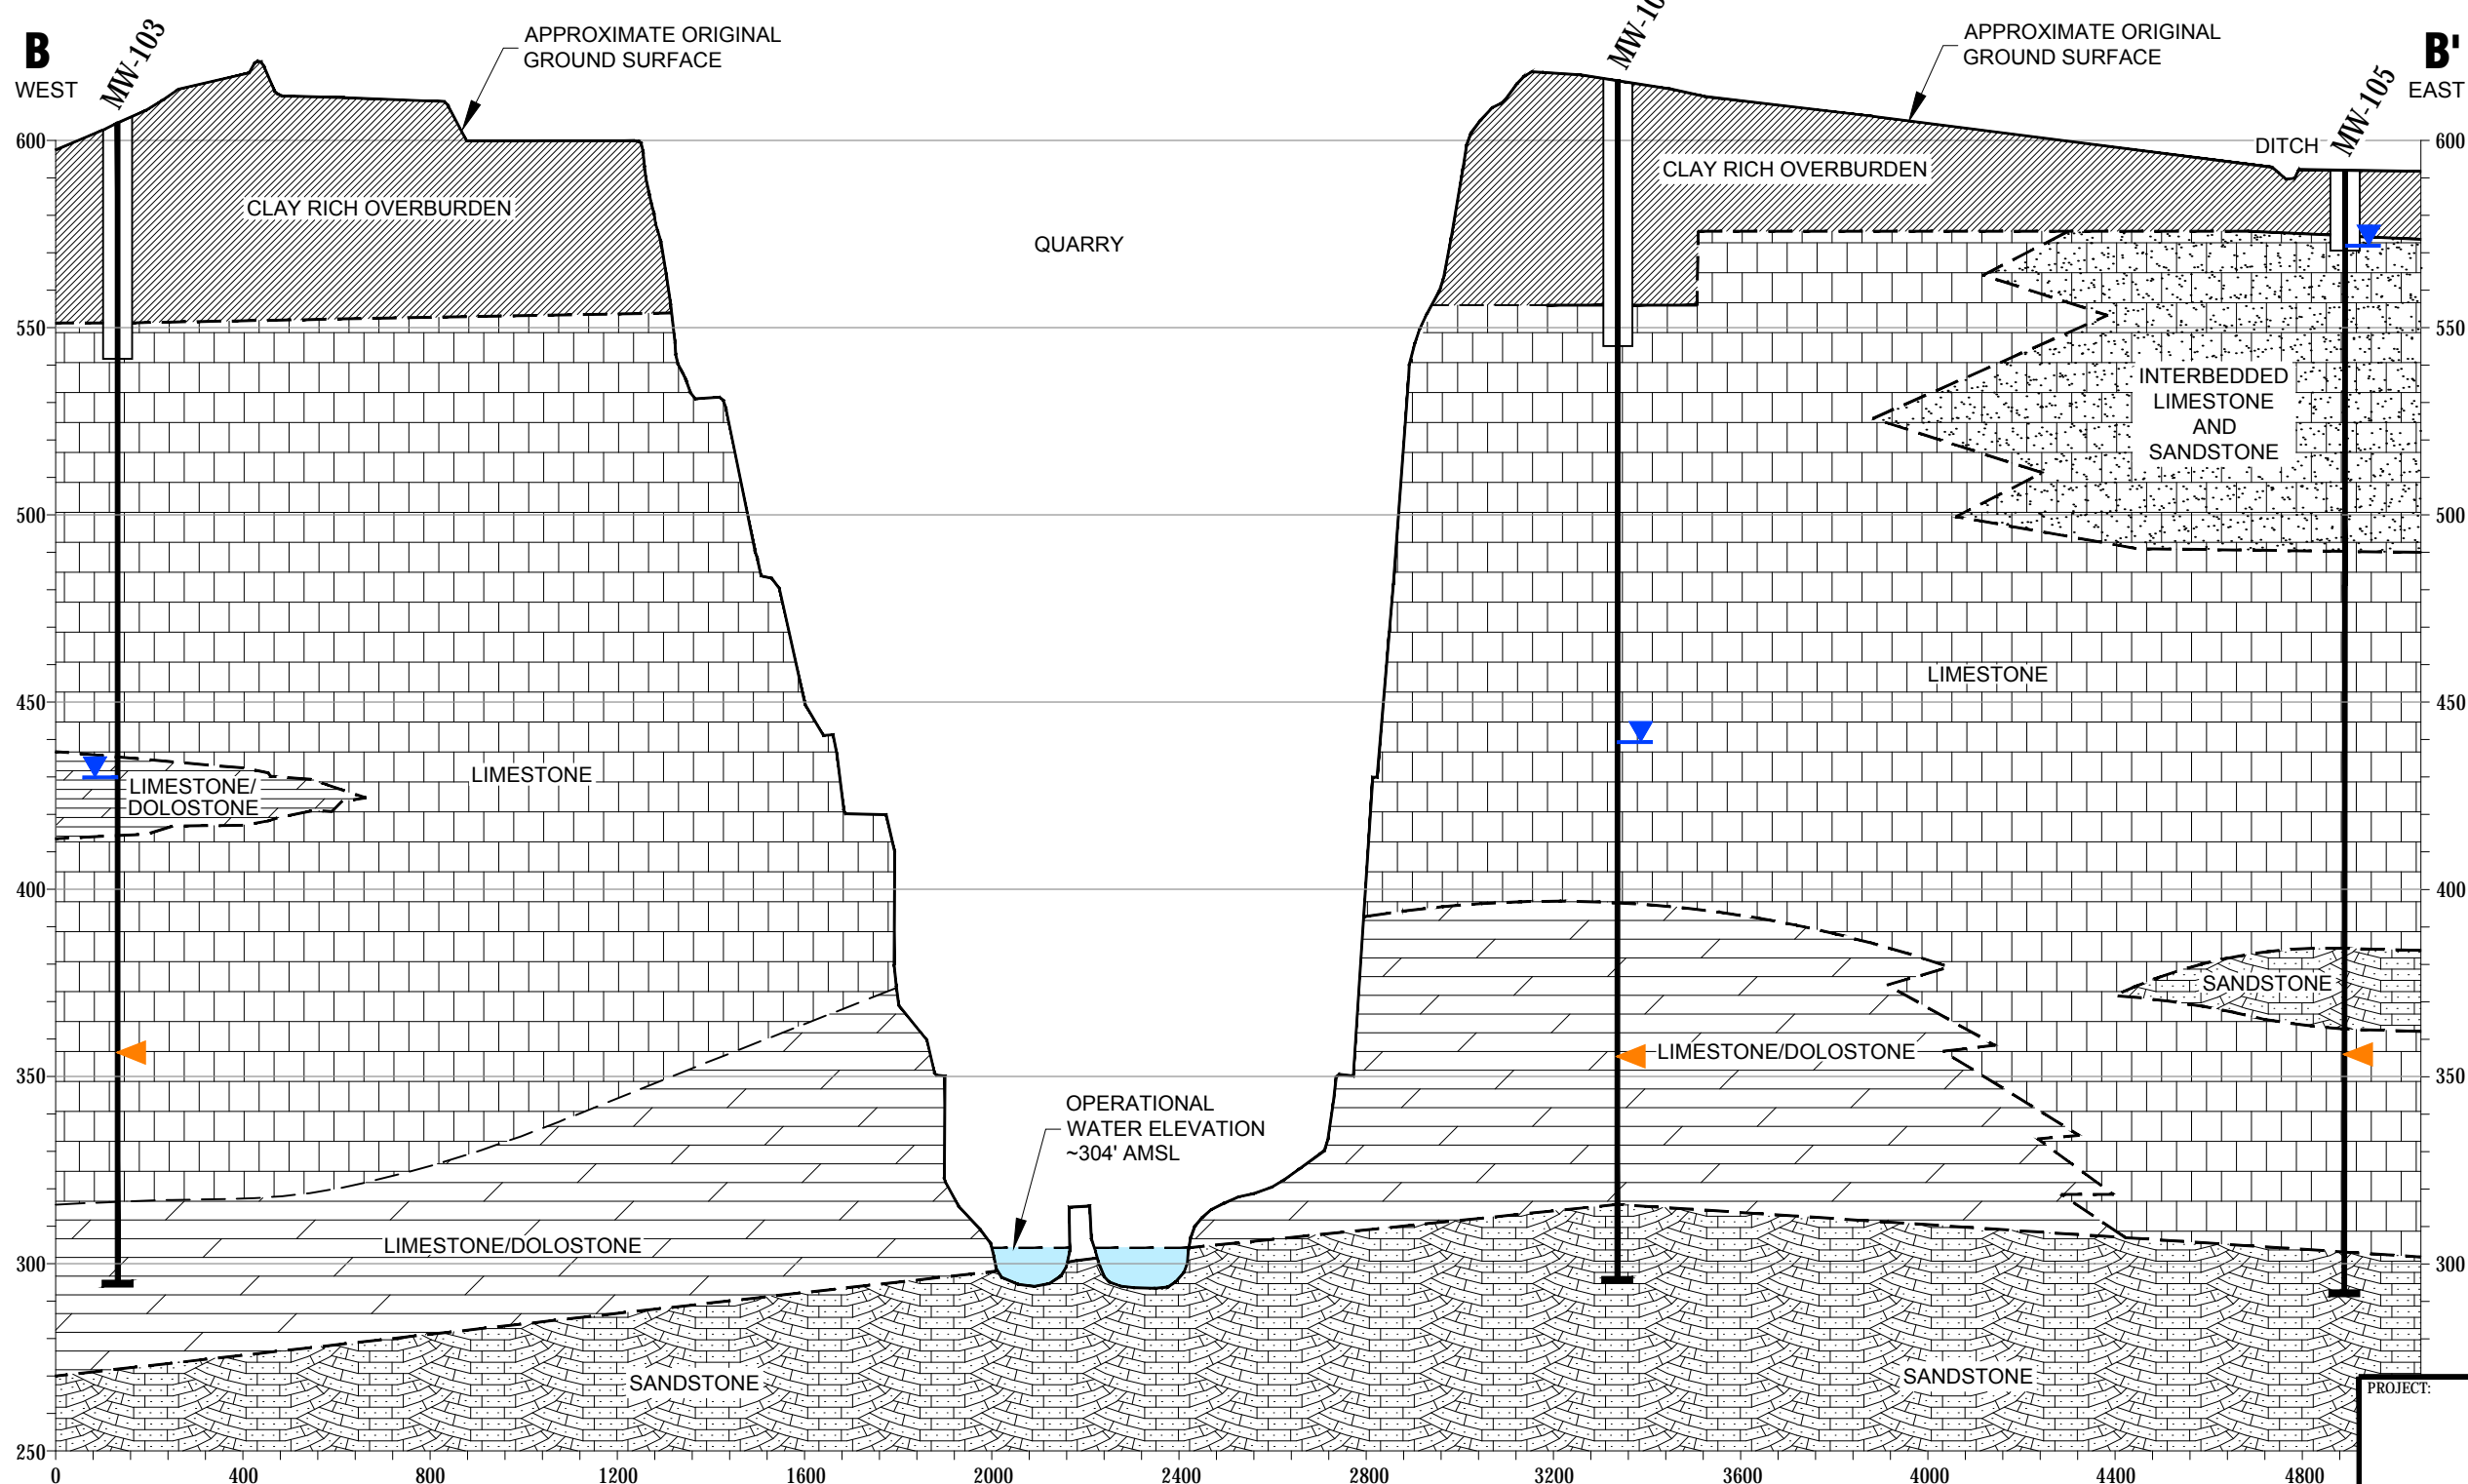 B
WEST
MW-103
APPROXIMATE ORIGINAL
GROUND SURFACE
APPROXIMATE ORIGINAL
GROUND SURFACE
B'
EAST
MW-105
DITCH
600
600
CLAY RICH OVERBURDEN
CLAY RICH OVERBURDEN
QUARRY
550
550
INTERBEDDED
LIMESTONE
AND
SANDSTONE
500
500
LIMESTONE
450
450
LIMESTONE/
DOLOSTONE
LIMESTONE
400
400
SANDSTONE
LIMESTONE/DOLOSTONE
350
350
OPERATIONAL
WATER ELEVATION
~304' AMSL
LIMESTONE/DOLOSTONE
300
300
SANDSTONE
SANDSTONE
PROJECT:
250
0 400 800 1200 1600 2000 2400 2800 3200 3600 4000 4400 4800